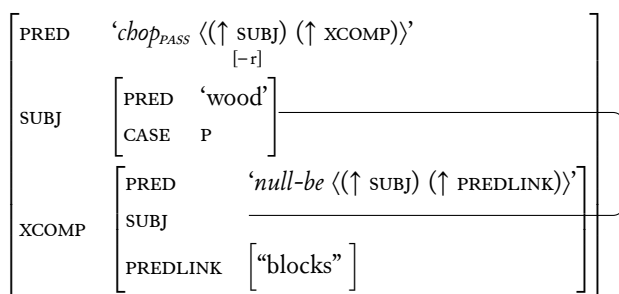 PRED ‘chop_PASS ⟨(↑ SUBJ) (↑ XCOMP)⟩’
[−r]
SUBJ
PRED ‘wood’
CASE P
XCOMP
PRED ‘null-be ⟨(↑ SUBJ) (↑ PREDLINK)⟩’
SUBJ
PREDLINK [“blocks”]